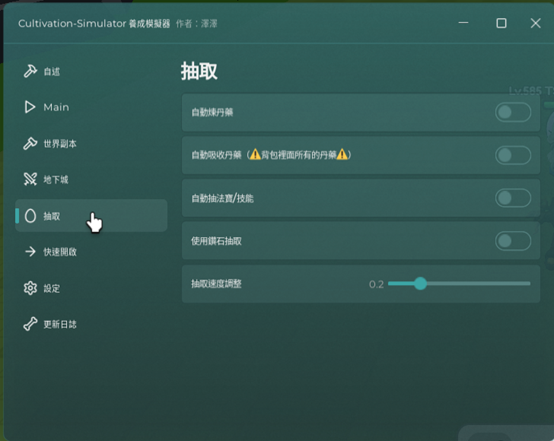 Cultivation-Simulator 養成模擬器 作者：澤澤
自述
Main
世界副本
地下城
抽取
快速開啟
設定
更新日誌
抽取
Lv.585 T
自動煉丹藥
自動吸收丹藥（⚠️背包裡面所有的丹藥⚠️）
自動抽法寶/技能
使用鑽石抽取
抽取速度調整 0.2